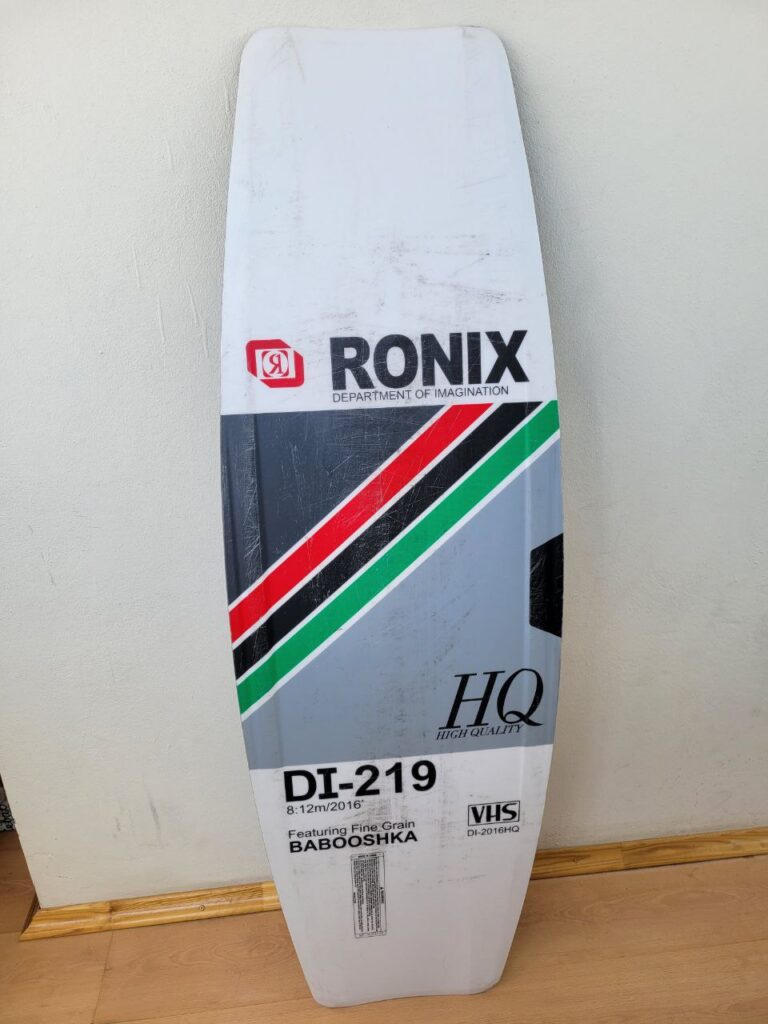 RONIX
DEPARTMENT OF IMAGINATION
HQ
HIGH QUALITY
DI-219
8:12m/2016'
Featuring Fine Grain
BABOOSHKA
VHS
DI-2016HQ